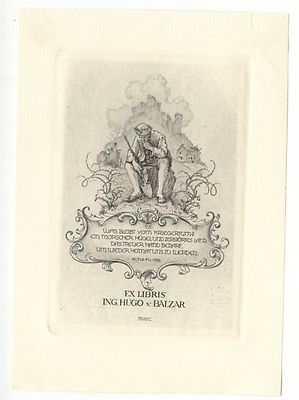 WAS BLEIBT VOM KRIEGERTUM?
EIN MORSCHER HÜGEL UND ZERSTÖRTES LAND,
DAS TREUER HAND BEDARF,
UM WIEDER HEIMAT UNS ZU WERDEN.
EX LIBRIS
ING. HUGO v. BALZAR